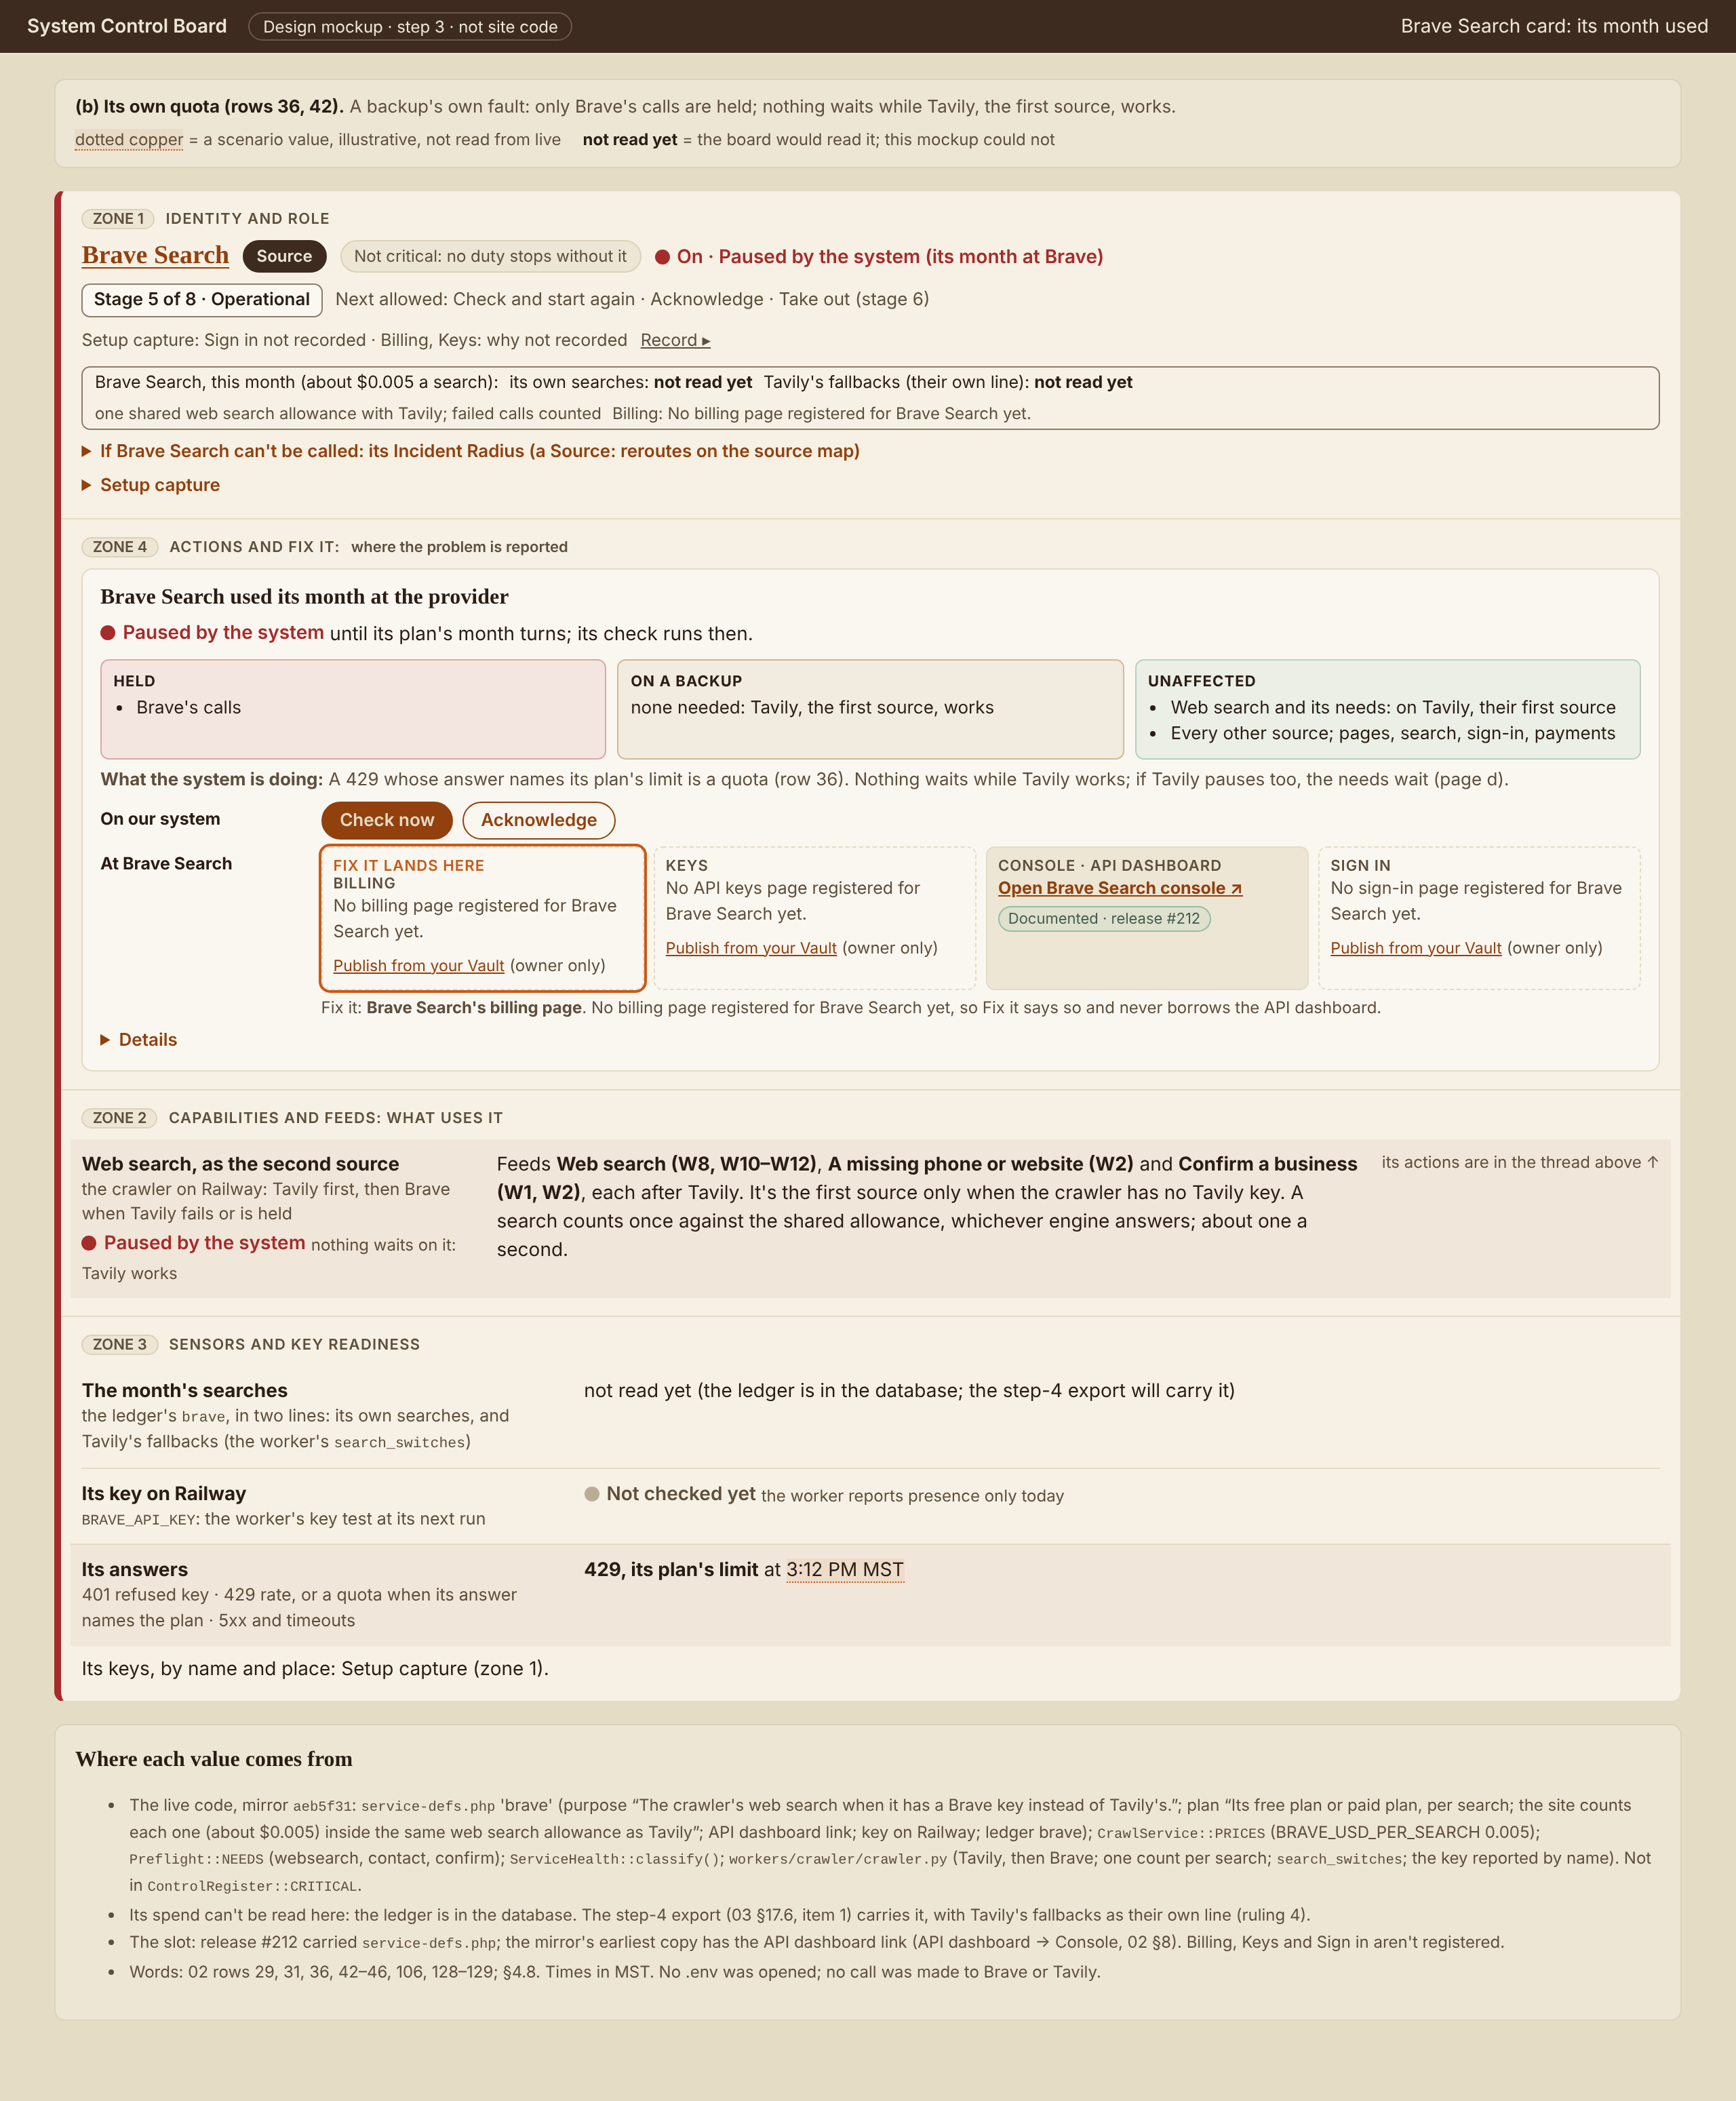 System Control Board
Design mockup · step 3 · not site code
Brave Search card: its month used
(b) Its own quota (rows 36, 42). A backup's own fault: only Brave's calls are held; nothing waits while Tavily, the first source, works.
dotted copper = a scenario value, illustrative, not read from live not read yet = the board would read it; this mockup could not
ZONE 1 IDENTITY AND ROLE
Brave Search Source Not critical: no duty stops without it On · Paused by the system (its month at Brave)
Stage 5 of 8 · Operational Next allowed: Check and start again · Acknowledge · Take out (stage 6)
Setup capture: Sign in not recorded · Billing, Keys: why not recorded Record ▸
Brave Search, this month (about $0.005 a search): its own searches: not read yet Tavily's fallbacks (their own line): not read yet
one shared web search allowance with Tavily; failed calls counted Billing: No billing page registered for Brave Search yet.
▶ If Brave Search can't be called: its Incident Radius (a Source: reroutes on the source map)
▶ Setup capture
ZONE 4 ACTIONS AND FIX IT: where the problem is reported
Brave Search used its month at the provider
Paused by the system until its plan's month turns; its check runs then.
HELD
• Brave's calls
ON A BACKUP
none needed: Tavily, the first source, works
UNAFFECTED
• Web search and its needs: on Tavily, their first source
• Every other source; pages, search, sign-in, payments
What the system is doing: A 429 whose answer names its plan's limit is a quota (row 36). Nothing waits while Tavily works; if Tavily pauses too, the needs wait (page d).
On our system
Check now
Acknowledge
At Brave Search
FIX IT LANDS HERE
BILLING
No billing page registered for Brave
Search yet.
Publish from your Vault (owner only)
KEYS
No API keys page registered for
Brave Search yet.
Publish from your Vault (owner only)
CONSOLE · API DASHBOARD
Open Brave Search console ↗
Documented · release #212
SIGN IN
No sign-in page registered for Brave
Search yet.
Publish from your Vault (owner only)
Fix it: Brave Search's billing page. No billing page registered for Brave Search yet, so Fix it says so and never borrows the API dashboard.
▶ Details
ZONE 2 CAPABILITIES AND FEEDS: WHAT USES IT
Web search, as the second source
the crawler on Railway: Tavily first, then Brave
when Tavily fails or is held
Paused by the system nothing waits on it:
Tavily works
Feeds Web search (W8, W10–W12), A missing phone or website (W2) and Confirm a business
(W1, W2), each after Tavily. It's the first source only when the crawler has no Tavily key. A
search counts once against the shared allowance, whichever engine answers; about one a
second.
its actions are in the thread above ↑
ZONE 3 SENSORS AND KEY READINESS
The month's searches
the ledger's brave, in two lines: its own searches, and
Tavily's fallbacks (the worker's search_switches)
not read yet (the ledger is in the database; the step-4 export will carry it)
Its key on Railway
BRAVE_API_KEY: the worker's key test at its next run
Not checked yet the worker reports presence only today
Its answers
401 refused key · 429 rate, or a quota when its answer
names the plan · 5xx and timeouts
429, its plan's limit at 3:12 PM MST
Its keys, by name and place: Setup capture (zone 1).
Where each value comes from
• The live code, mirror aeb5f31: service-defs.php 'brave' (purpose “The crawler's web search when it has a Brave key instead of Tavily's.”; plan “Its free plan or paid plan, per search; the site counts
each one (about $0.005) inside the same web search allowance as Tavily”; API dashboard link; key on Railway; ledger brave); CrawlService::PRICES (BRAVE_USD_PER_SEARCH 0.005);
Preflight::NEEDS (websearch, contact, confirm); ServiceHealth::classify(); workers/crawler/crawler.py (Tavily, then Brave; one count per search; search_switches; the key reported by name). Not
in ControlRegister::CRITICAL.
• Its spend can't be read here: the ledger is in the database. The step-4 export (03 §17.6, item 1) carries it, with Tavily's fallbacks as their own line (ruling 4).
• The slot: release #212 carried service-defs.php; the mirror's earliest copy has the API dashboard link (API dashboard → Console, 02 §8). Billing, Keys and Sign in aren't registered.
• Words: 02 rows 29, 31, 36, 42–46, 106, 128–129; §4.8. Times in MST. No .env was opened; no call was made to Brave or Tavily.